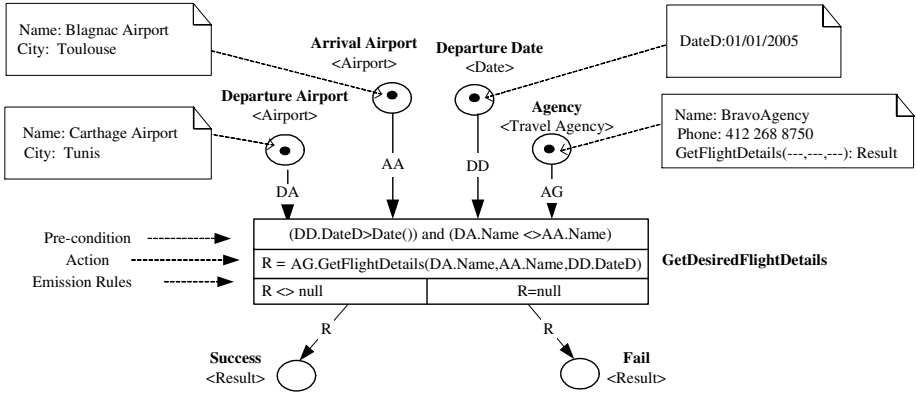 Name: Blagnac Airport
City:  Toulouse
Arrival Airport
<Airport>
Departure Date
<Date>
DateD:01/01/2005
Departure Airport
<Airport>
Agency
<Travel Agency>
Name: Carthage Airport
City:  Tunis
Name: BravoAgency
Phone: 412 268 8750
GetFlightDetails(---,---,---): Result
DA
AA
DD
AG
Pre-condition
(DD.DateD>Date()) and (DA.Name <>AA.Name)
Action
R = AG.GetFlightDetails(DA.Name,AA.Name,DD.DateD)
GetDesiredFlightDetails
Emission Rules
R <> null
R=null
R
R
Success
<Result>
Fail
<Result>